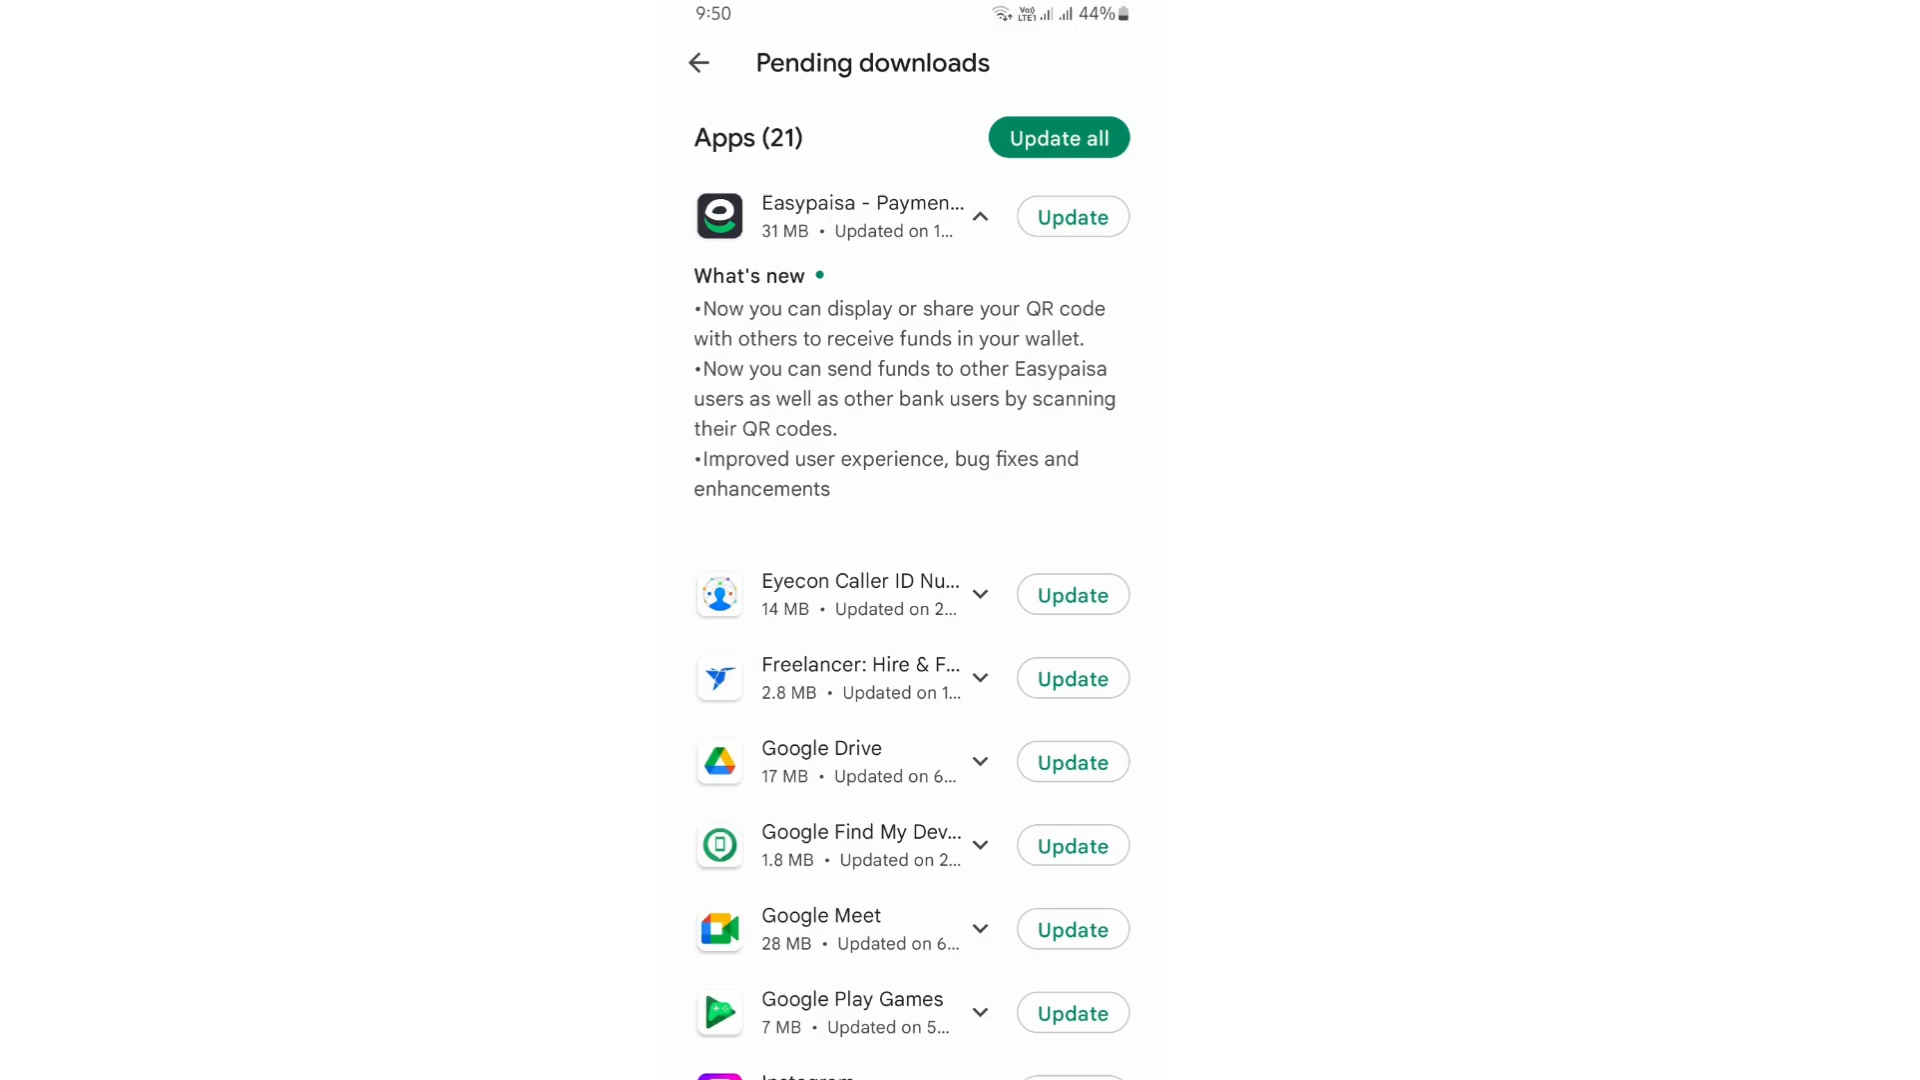 9:50
Vo)) LTE1 44%
Pending downloads
Apps (21)
Update all
Easypaisa - Paymen...
31 MB • Updated on 1...
Update
What's new •
•Now you can display or share your QR code
with others to receive funds in your wallet.
•Now you can send funds to other Easypaisa
users as well as other bank users by scanning
their QR codes.
•Improved user experience, bug fixes and
enhancements
Eyecon Caller ID Nu...
14 MB • Updated on 2...
Update
Freelancer: Hire & F...
2.8 MB • Updated on 1...
Update
Google Drive
17 MB • Updated on 6...
Update
Google Find My Dev...
1.8 MB • Updated on 2...
Update
Google Meet
28 MB • Updated on 6...
Update
Google Play Games
7 MB • Updated on 5...
Update
Instagram